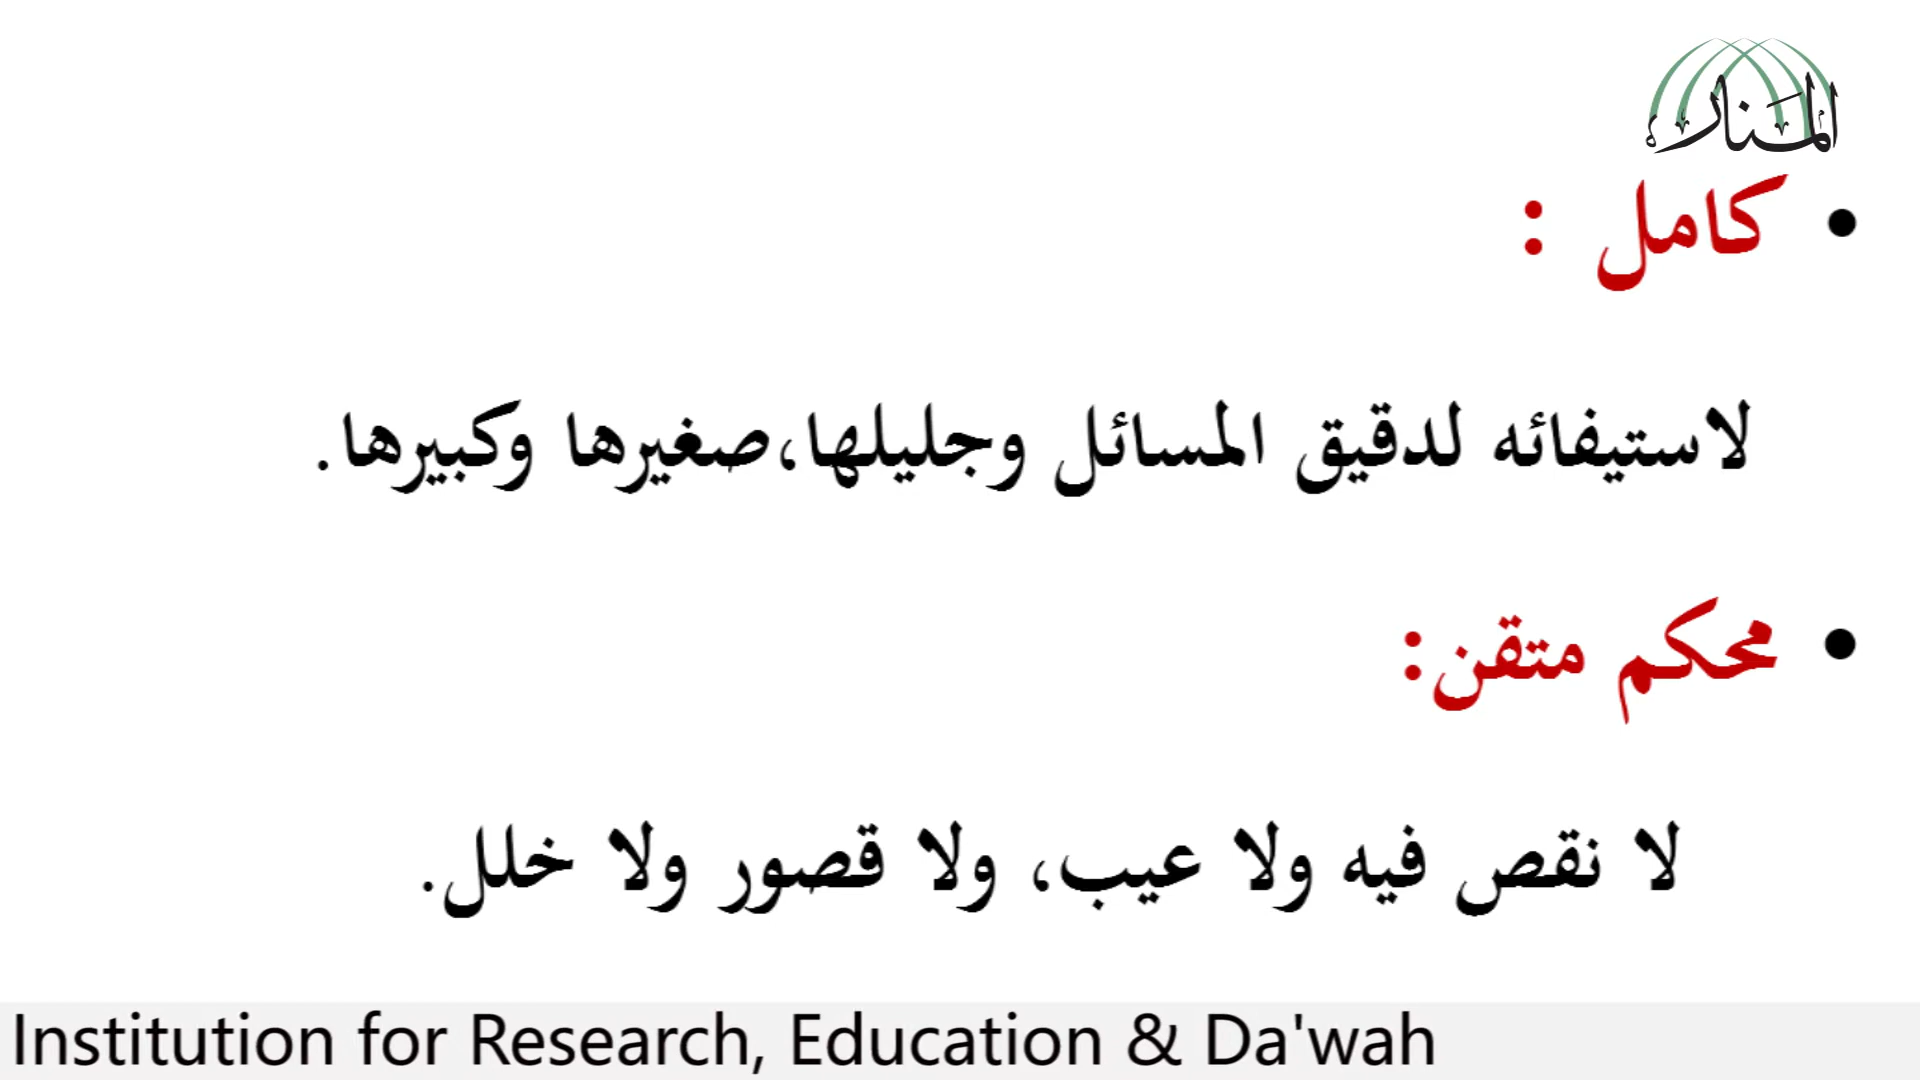 المنارة
• كامل :
لاستيفائه لدقيق المسائل وجليلها،صغيرها وكبيرها.
• محكم متقن:
لا نقص فيه ولا عيب، ولا قصور ولا خلل.
Institution for Research, Education & Da'wah